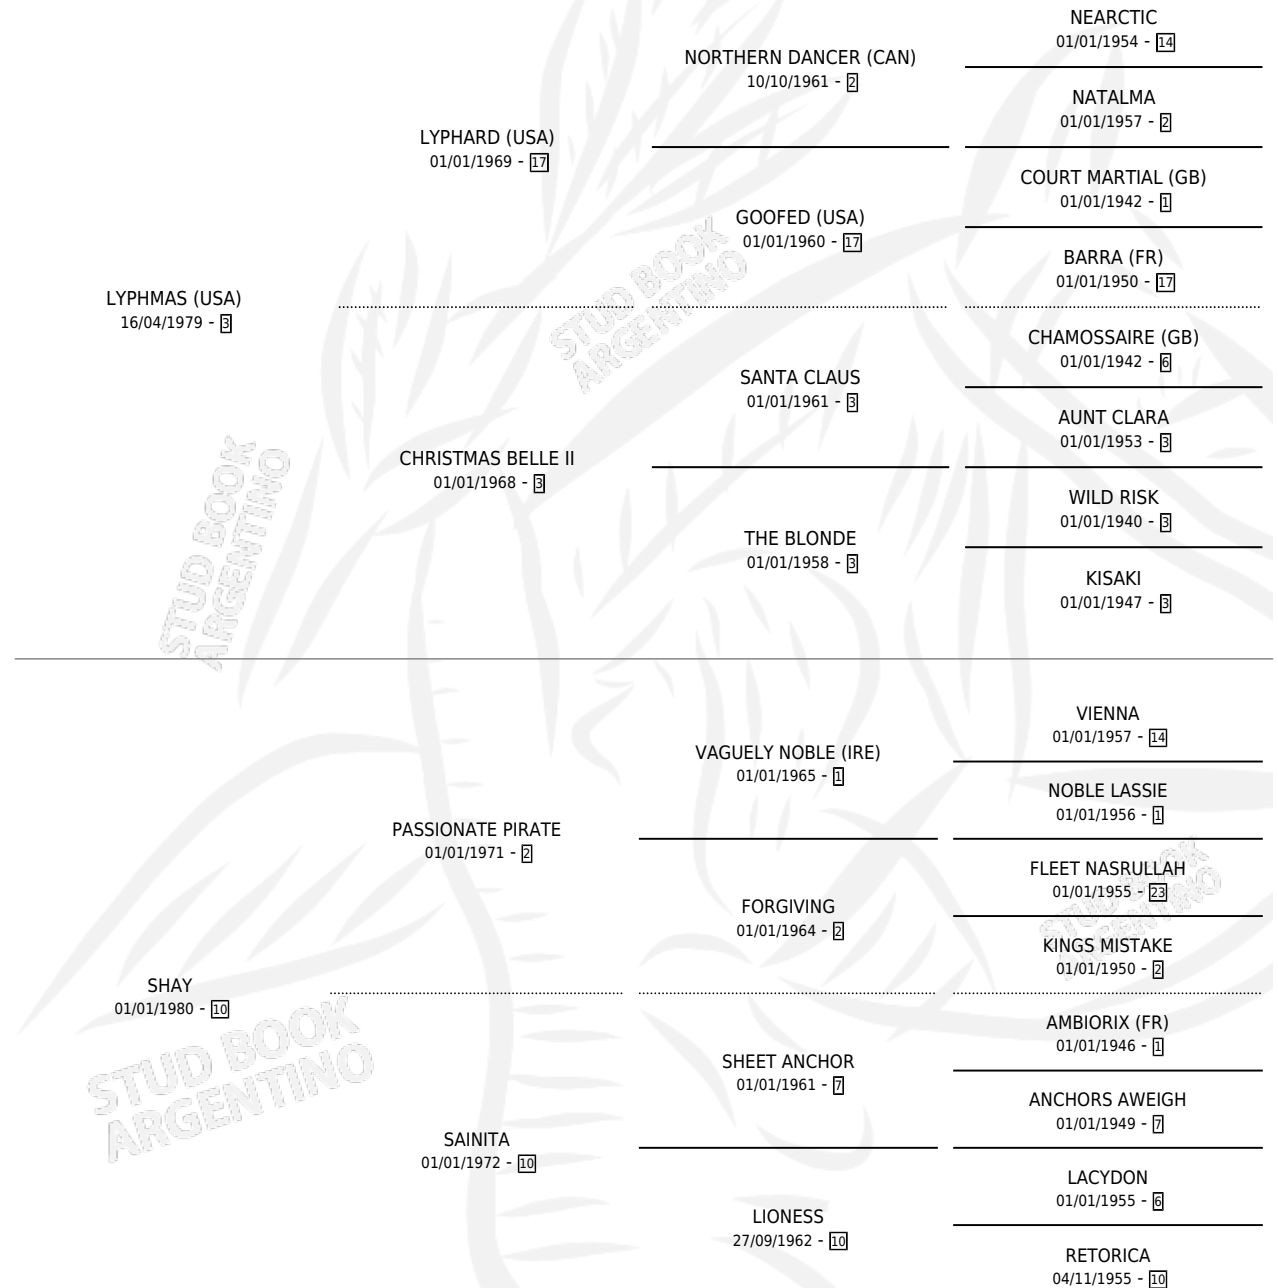 NEARCTIC
01/01/1954 - 14
NORTHERN DANCER (CAN)
10/10/1961 - 2
NATALMA
01/01/1957 - 2
LYPHARD (USA)
01/01/1969 - 17
COURT MARTIAL (GB)
01/01/1942 - 1
GOOFED (USA)
01/01/1960 - 17
BARRA (FR)
01/01/1950 - 17
LYPHMAS (USA)
16/04/1979 - 3
CHAMOSSAIRE (GB)
01/01/1942 - 6
SANTA CLAUS
01/01/1961 - 3
AUNT CLARA
01/01/1953 - 3
CHRISTMAS BELLE II
01/01/1968 - 3
WILD RISK
01/01/1940 - 3
THE BLONDE
01/01/1958 - 3
KISAKI
01/01/1947 - 3
VIENNA
01/01/1957 - 14
VAGUELY NOBLE (IRE)
01/01/1965 - 1
NOBLE LASSIE
01/01/1956 - 1
PASSIONATE PIRATE
01/01/1971 - 2
FLEET NASRULLAH
01/01/1955 - 23
FORGIVING
01/01/1964 - 2
KINGS MISTAKE
01/01/1950 - 2
SHAY
01/01/1980 - 10
AMBIORIX (FR)
01/01/1946 - 1
SHEET ANCHOR
01/01/1961 - 7
ANCHORS AWEIGH
01/01/1949 - 7
SAINITA
01/01/1972 - 10
LACYDON
01/01/1955 - 6
LIONESS
27/09/1962 - 10
RETORICA
04/11/1955 - 10
STUD BOOK
ARGENTINO
STUD BOOK
ARGENTINO
STUD BOOK
ARGENTINO
STUD BOOK
ARGENTINO